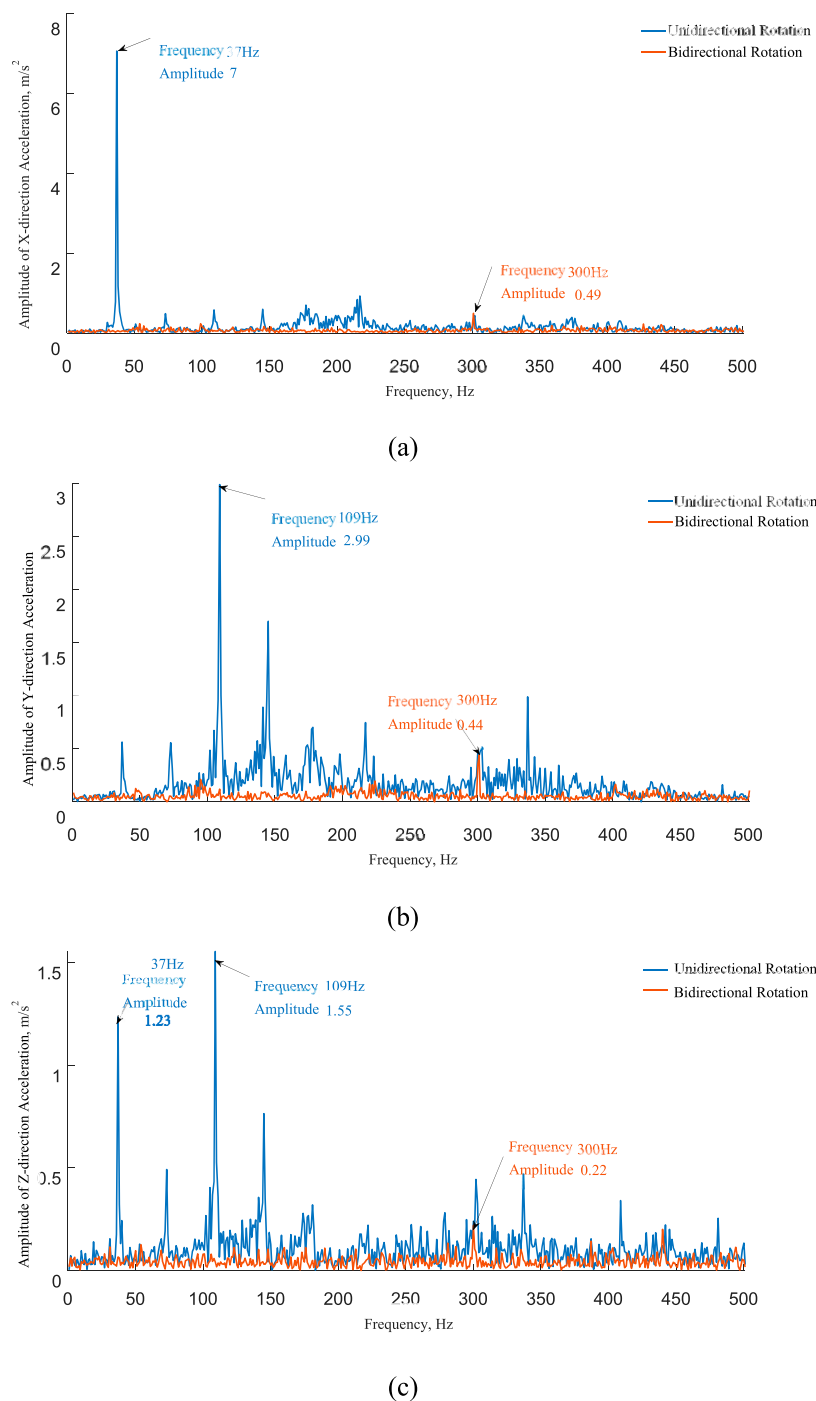 8
6
4
2
0
Amplitude of X-direction Acceleration, m/s²
Frequency 37Hz
Amplitude 7
Unidirectional Rotation
Bidirectional Rotation
Frequency 300Hz
Amplitude 0.49
0 50 100 150 200 250 300 350 400 450 500
Frequency, Hz
(a)
3
2.5
2
1.5
1
0.5
0
Amplitude of Y-direction Acceleration
Frequency 109Hz
Amplitude 2.99
Unidirectional Rotation
Bidirectional Rotation
Frequency 300Hz
Amplitude 0.44
0 50 100 150 200 250 300 350 400 450 500
Frequency, Hz
(b)
1.5
1
0.5
0
Amplitude of Z-direction Acceleration, m/s²
37Hz
Frequency
Amplitude
1.23
Frequency 109Hz
Amplitude 1.55
Unidirectional Rotation
Bidirectional Rotation
Frequency 300Hz
Amplitude 0.22
0 50 100 150 200 250 300 350 400 450 500
Frequency, Hz
(c)